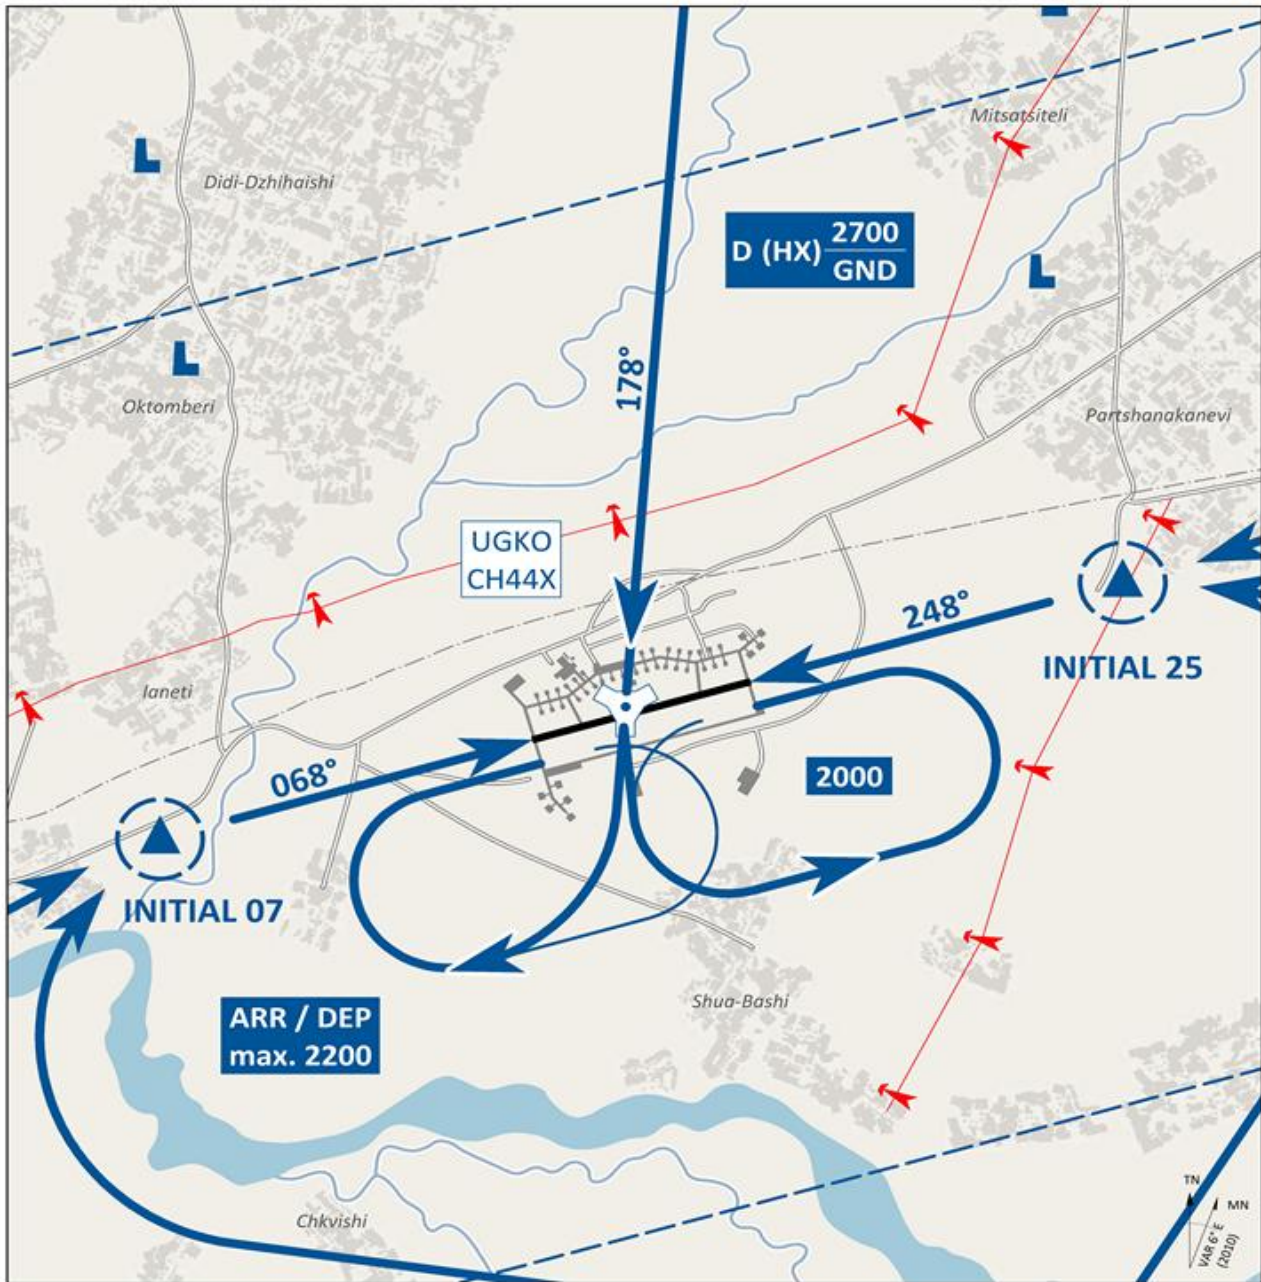 Mitsatsiteli
Didi-Dzhihaishi
D (HX) 2700
GND
178°
Oktomberi
Partshanakanevi
UGKO
CH44X
248°
INITIAL 25
Ianeti
068°
2000
INITIAL 07
Shua-Bashi
ARR / DEP
max. 2200
Chkvishi
TN
MN
VAR 6° E
(2010)